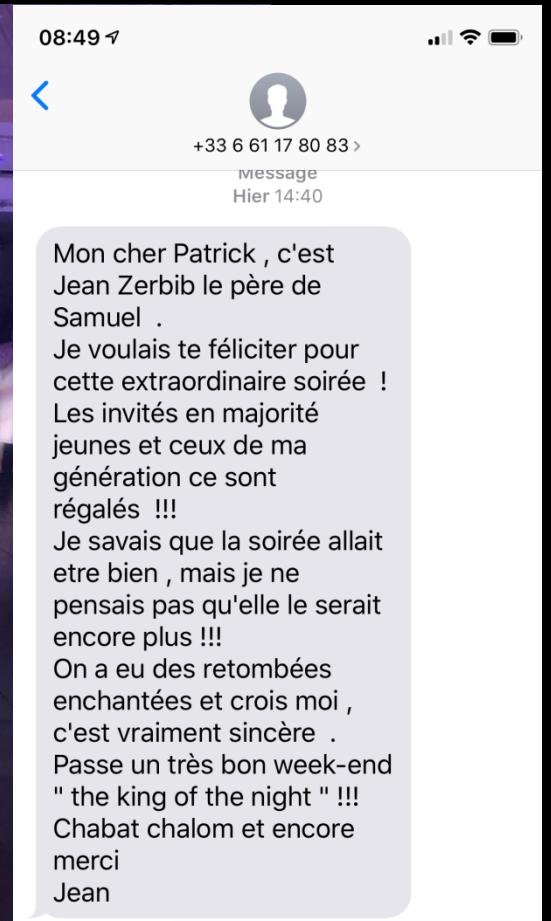 08:49
+33 6 61 17 80 83
Message
Hier 14:40
Mon cher Patrick , c'est
Jean Zerbib le père de
Samuel  .
Je voulais te féliciter pour
cette extraordinaire soirée  !
Les invités en majorité
jeunes et ceux de ma
génération ce sont
régalés  !!!
Je savais que la soirée allait
etre bien , mais je ne
pensais pas qu'elle le serait
encore plus !!!
On a eu des retombées
enchantées et crois moi ,
c'est vraiment sincère  .
Passe un très bon week-end
" the king of the night " !!!
Chabat chalom et encore
merci
Jean